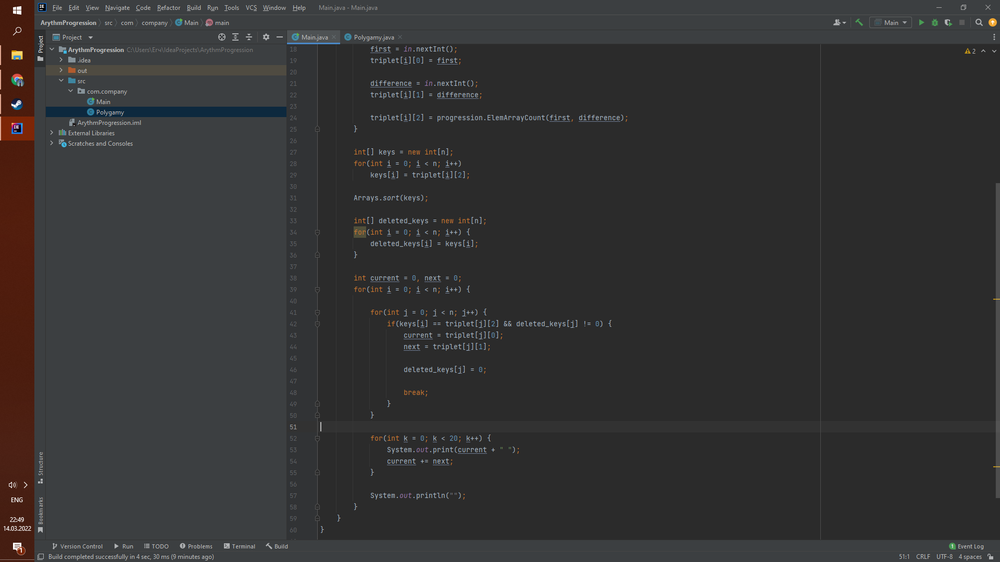 File Edit View Navigate Code Refactor Build Run Tools VCS Window Help Main.java - Main.java
ArythmProgression src com company Main main
Main
Project
Main.java Polygamy.java
Project
ArythmProgression C:\Users\Егч\IdeaProjects\ArythmProgression
.idea
out
src
com.company
Main
Polygamy
ArythmProgression.iml
External Libraries
Scratches and Consoles
2
18 first = in.nextInt();
19 triplet[i][0] = first;
20
21 difference = in.nextInt();
22 triplet[i][1] = difference;
23
24 triplet[i][2] = progression.ElemArrayCount(first, difference);
25 }
26
27 int[] keys = new int[n];
28 for(int i = 0; i < n; i++)
29 keys[i] = triplet[i][2];
30
31 Arrays.sort(keys);
32
33 int[] deleted_keys = new int[n];
34 for(int i = 0; i < n; i++) {
35 deleted_keys[i] = keys[i];
36 }
37
38 int current = 0, next = 0;
39 for(int i = 0; i < n; i++) {
40
41 for(int j = 0; j < n; j++) {
42 if(keys[i] == triplet[j][2] && deleted_keys[j] != 0) {
43 current = triplet[j][0];
44 next = triplet[j][1];
45
46 deleted_keys[j] = 0;
47
48 break;
49 }
50 }
51
52 for(int k = 0; k < 20; k++) {
53 System.out.print(current + " ");
54 current += next;
55 }
56
57 System.out.println("");
58 }
59 }
60 }
Structure
Bookmarks
ENG
22:49
14.03.2022
1
Version Control Run TODO Problems Terminal Build 1 Event Log
Build completed successfully in 4 sec, 30 ms (9 minutes ago) 51:1 CRLF UTF-8 4 spaces